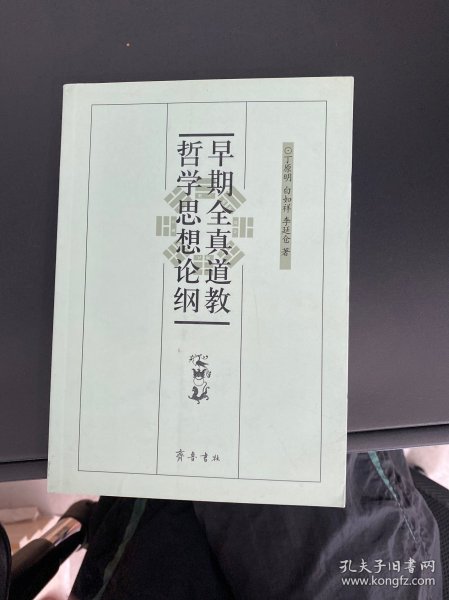 早期全真道教
哲学思想论纲
⊙丁原明 白如祥 李延仓 著
齐鲁书社
孔夫子旧书网
www.kongfz.com